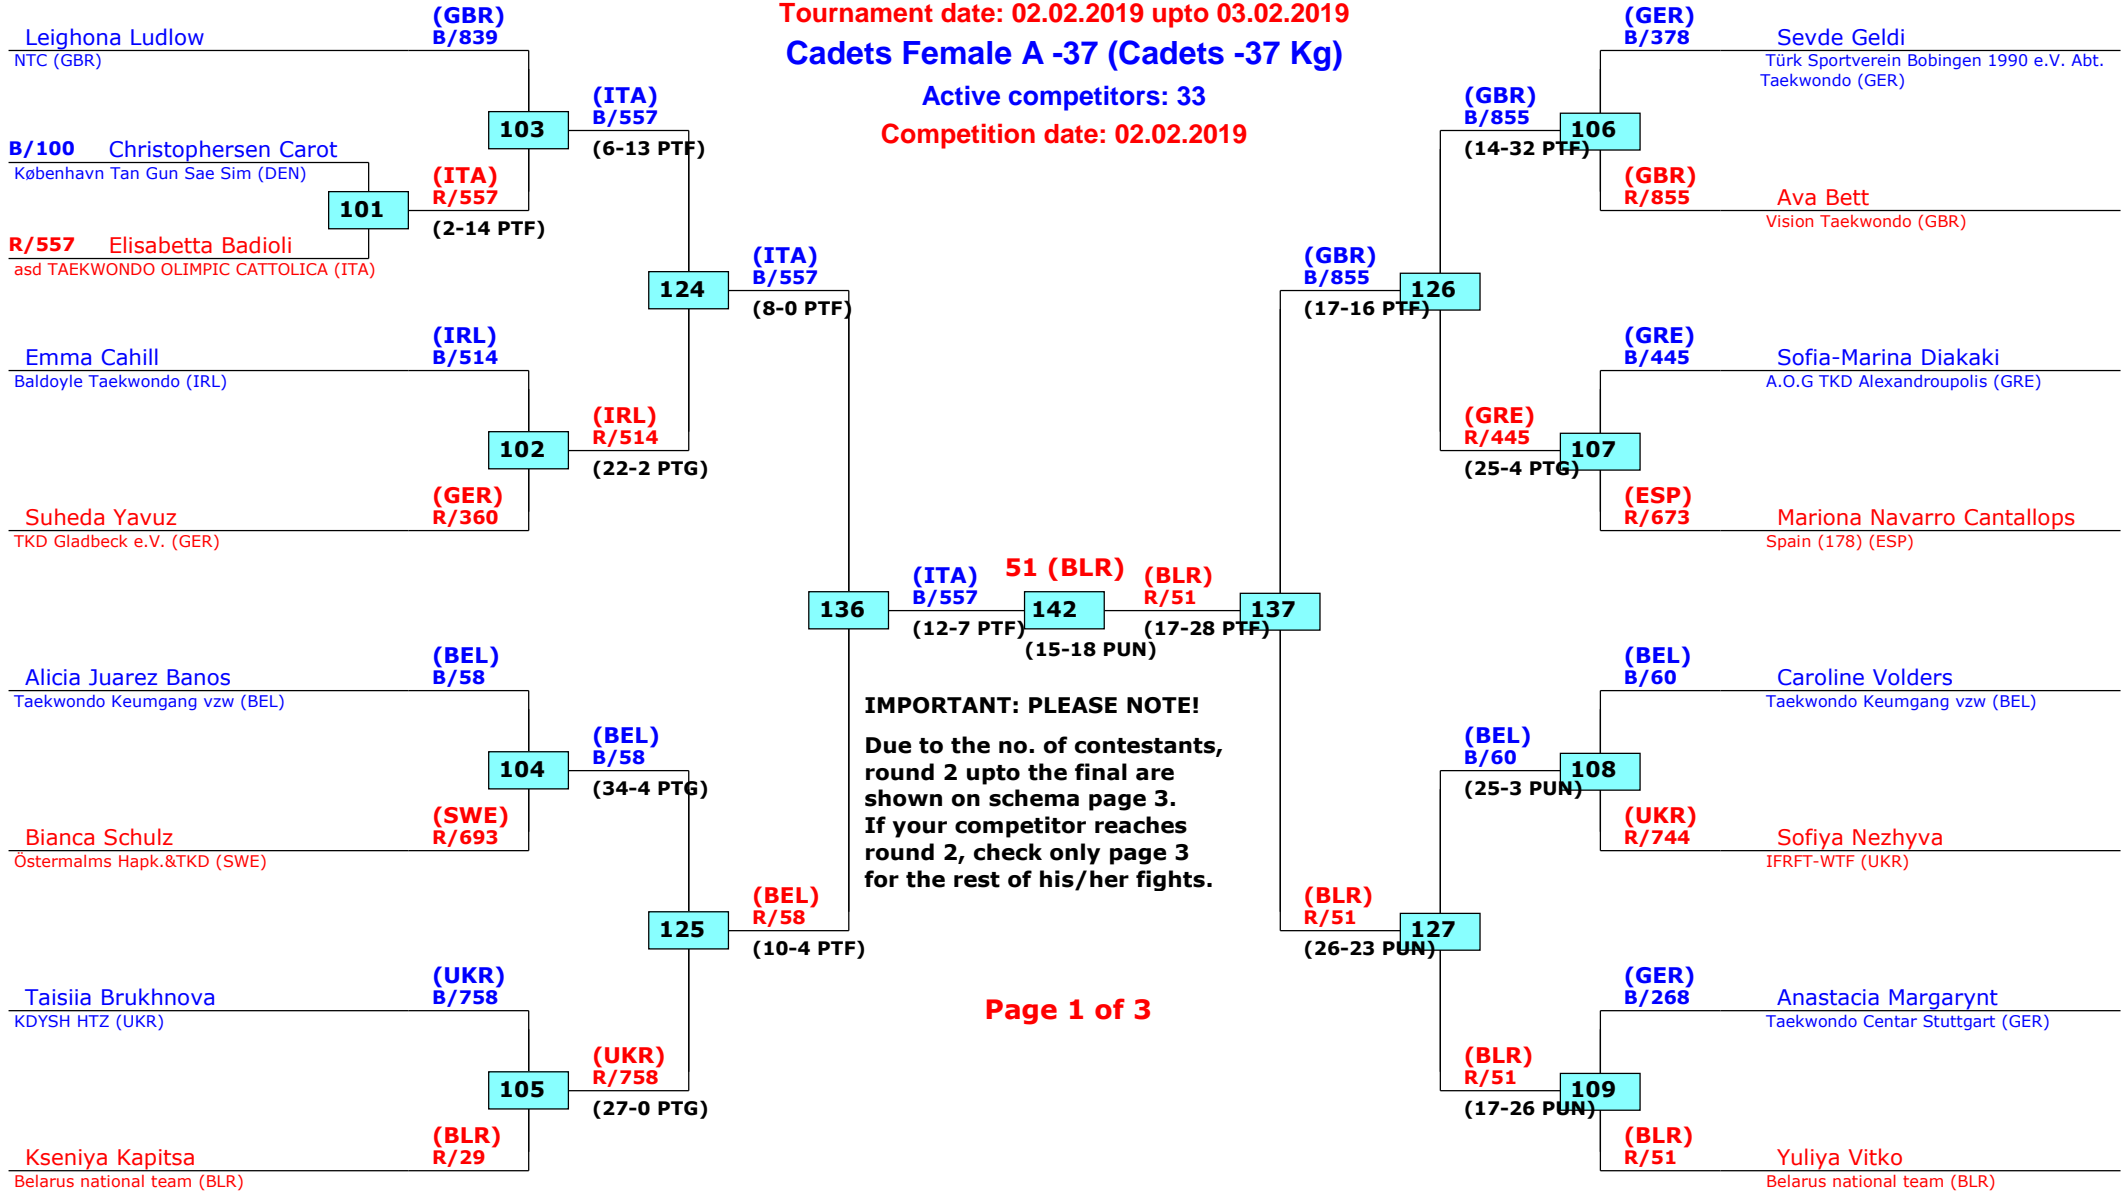 Tournament date: 02.02.2019 upto 03.02.2019
Cadets Female A -37 (Cadets -37 Kg)
Active competitors: 33
Competition date: 02.02.2019
(GBR)
Leighona Ludlow B/839
NTC (GBR)
103
(ITA)
B/557
(6-13 PTF)
B/100 Christophersen Carot
København Tan Gun Sae Sim (DEN)
101
(ITA)
R/557
(2-14 PTF)
R/557 Elisabetta Badioli
asd TAEKWONDO OLIMPIC CATTOLICA (ITA)
124
(ITA)
B/557
(8-0 PTF)
(IRL)
Emma Cahill B/514
Baldoyle Taekwondo (IRL)
102
(IRL)
R/514
(22-2 PTG)
(GER)
Suheda Yavuz R/360
TKD Gladbeck e.V. (GER)
136
(ITA)
B/557
(12-7 PTF)
51 (BLR)
142
(15-18 PUN)
(BLR)
R/51
(17-28 PTF)
137
(BEL)
Alicia Juarez Banos B/58
Taekwondo Keumgang vzw (BEL)
104
(BEL)
B/58
(34-4 PTG)
(SWE)
Bianca Schulz R/693
Östermalms Hapk.&TKD (SWE)
125
(BEL)
R/58
(10-4 PTF)
(UKR)
Taisiia Brukhnova B/758
KDYSH HTZ (UKR)
105
(UKR)
R/758
(27-0 PTG)
(BLR)
Kseniya Kapitsa R/29
Belarus national team (BLR)
IMPORTANT: PLEASE NOTE!
Due to the no. of contestants,
round 2 upto the final are
shown on schema page 3.
If your competitor reaches
round 2, check only page 3
for the rest of his/her fights.
Page 1 of 3
(GER)
B/378 Sevde Geldi
Türk Sportverein Bobingen 1990 e.V. Abt.
Taekwondo (GER)
(GBR)
B/855
(14-32 PTF)
106
(GBR)
R/855 Ava Bett
Vision Taekwondo (GBR)
(GBR)
B/855
(17-16 PTF)
126
(GRE)
B/445 Sofia-Marina Diakaki
A.O.G TKD Alexandroupolis (GRE)
(GRE)
R/445
(25-4 PTG)
107
(ESP)
R/673 Mariona Navarro Cantallops
Spain (178) (ESP)
(BEL)
B/60 Caroline Volders
Taekwondo Keumgang vzw (BEL)
(BEL)
B/60
(25-3 PUN)
108
(UKR)
R/744 Sofiya Nezhyva
IFRFT-WTF (UKR)
(BLR)
R/51
(26-23 PUN)
127
(GER)
B/268 Anastacia Margarynt
Taekwondo Centar Stuttgart (GER)
(BLR)
R/51
(17-26 PUN)
109
(BLR)
R/51 Yuliya Vitko
Belarus national team (BLR)